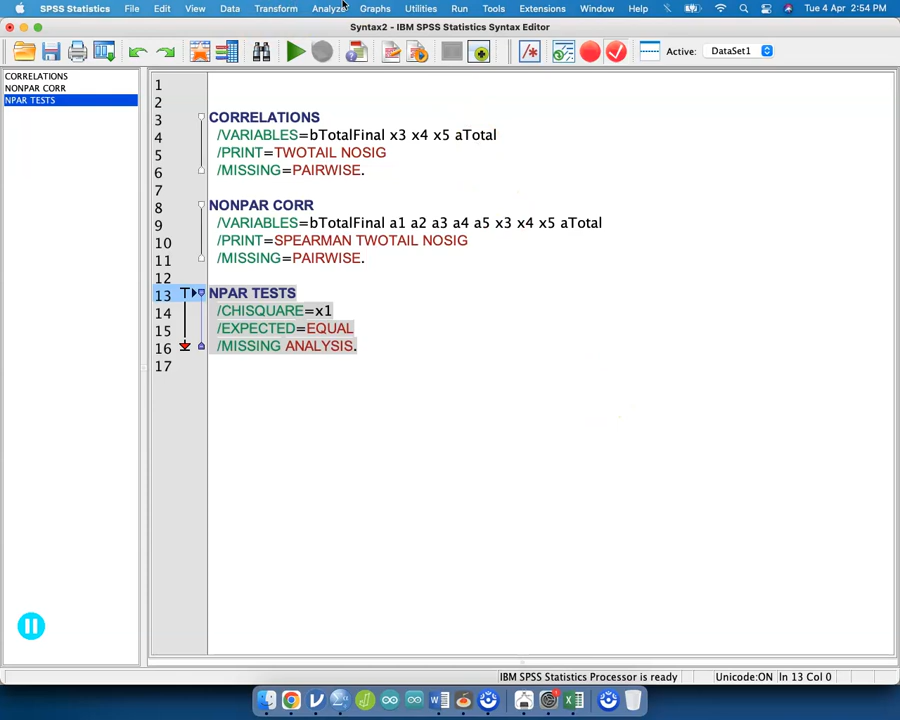 SPSS Statistics File Edit View Data Transform Analyze Graphs Utilities Run Tools Extensions Window Help Tue 4 Apr 2:54 PM
Syntax2 - IBM SPSS Statistics Syntax Editor
Active: DataSet1
CORRELATIONS
NONPAR CORR
NPAR TESTS
1
2
3 CORRELATIONS
4 /VARIABLES=bTotalFinal x3 x4 x5 aTotal
5 /PRINT=TWOTAIL NOSIG
6 /MISSING=PAIRWISE.
7
8 NONPAR CORR
9 /VARIABLES=bTotalFinal a1 a2 a3 a4 a5 x3 x4 x5 aTotal
10 /PRINT=SPEARMAN TWOTAIL NOSIG
11 /MISSING=PAIRWISE.
12
13 NPAR TESTS
14 /CHISQUARE=x1
15 /EXPECTED=EQUAL
16 /MISSING ANALYSIS.
17
IBM SPSS Statistics Processor is ready Unicode:ON In 13 Col 0